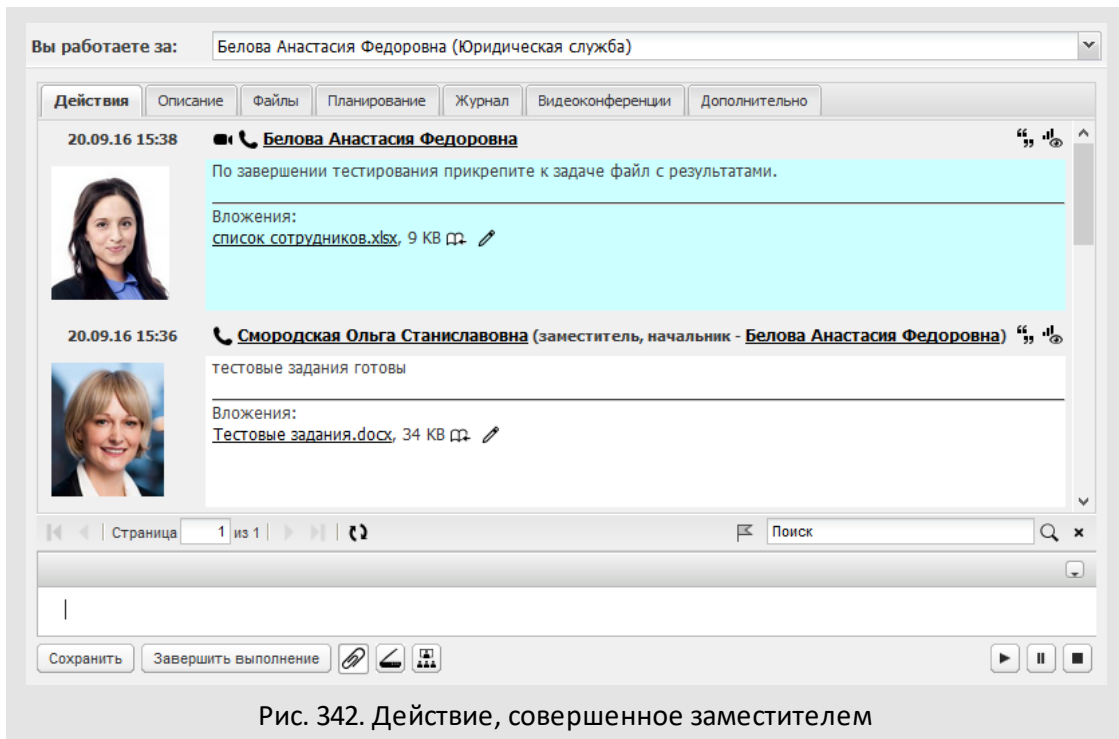 Вы работаете за: Белова Анастасия Федоровна (Юридическая служба)
Действия Описание Файлы Планирование Журнал Видеоконференции Дополнительно
20.09.16 15:38 Белова Анастасия Федоровна
По завершении тестирования прикрепите к задаче файл с результатами.
Вложения:
список сотрудников.xlsx, 9 KB
20.09.16 15:36 Смородская Ольга Станиславовна (заместитель, начальник - Белова Анастасия Федоровна)
тестовые задания готовы
Вложения:
Тестовые задания.docx, 34 KB
Страница 1 из 1 Поиск
Сохранить Завершить выполнение
Рис. 342. Действие, совершенное заместителем